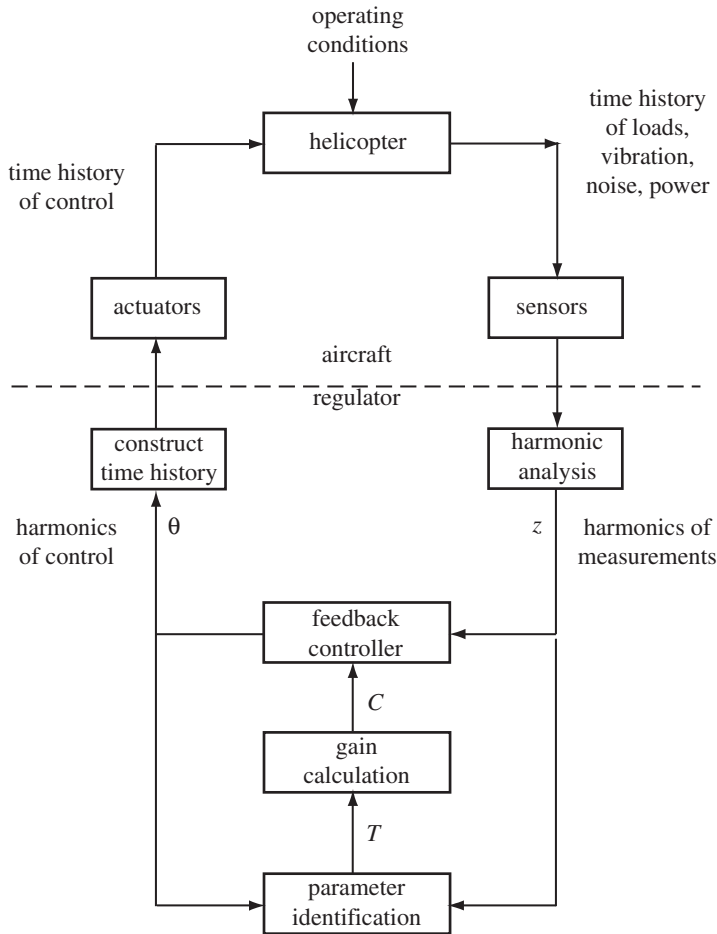 operating
conditions
helicopter
time history
of loads,
vibration,
noise, power
time history
of control
actuators
sensors
aircraft
regulator
construct
time history
harmonic
analysis
harmonics
of control
θ
z
harmonics of
measurements
feedback
controller
C
gain
calculation
T
parameter
identification